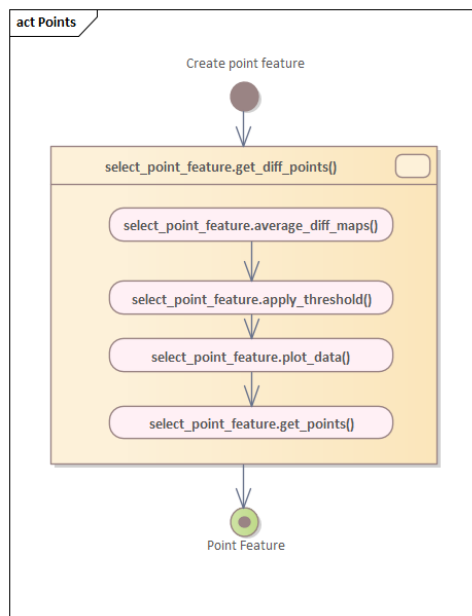 act Points
Create point feature
select_point_feature.get_diff_points()
select_point_feature.average_diff_maps()
select_point_feature.apply_threshold()
select_point_feature.plot_data()
select_point_feature.get_points()
Point Feature